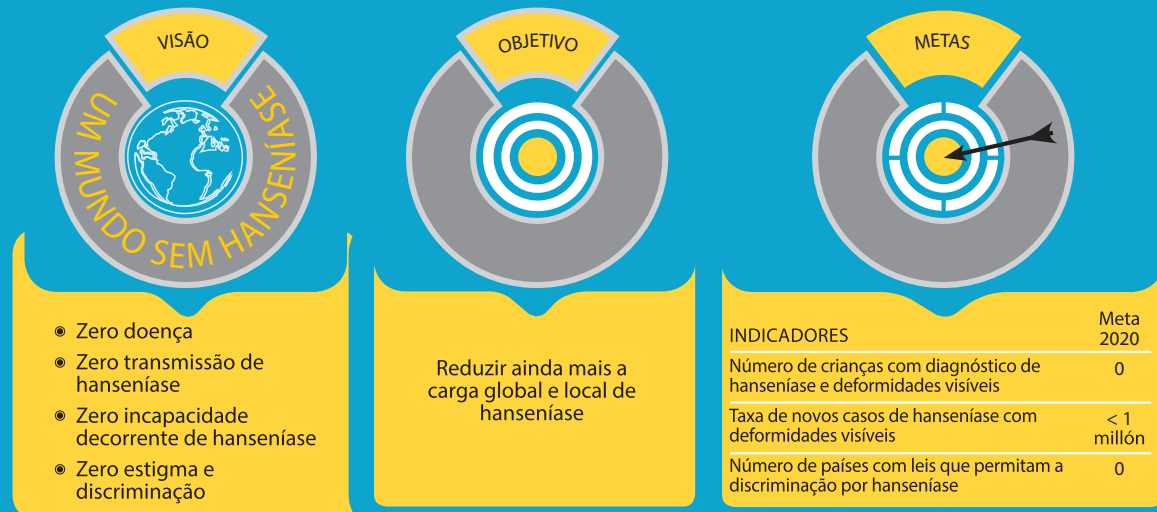 VISÃO
UM MUNDO SEM HANSENÍASE
Zero doença
Zero transmissão de
hanseníase
Zero incapacidade
decorrente de hanseníase
Zero estigma e
discriminação
OBJETIVO
Reduzir ainda mais a
carga global e local de
hanseníase
METAS
INDICADORES
Meta
2020
Número de crianças com diagnóstico de
hanseníase e deformidades visíveis
0
Taxa de novos casos de hanseníase com
deformidades visíveis
< 1
millón
Número de países com leis que permitam a
discriminação por hanseníase
0